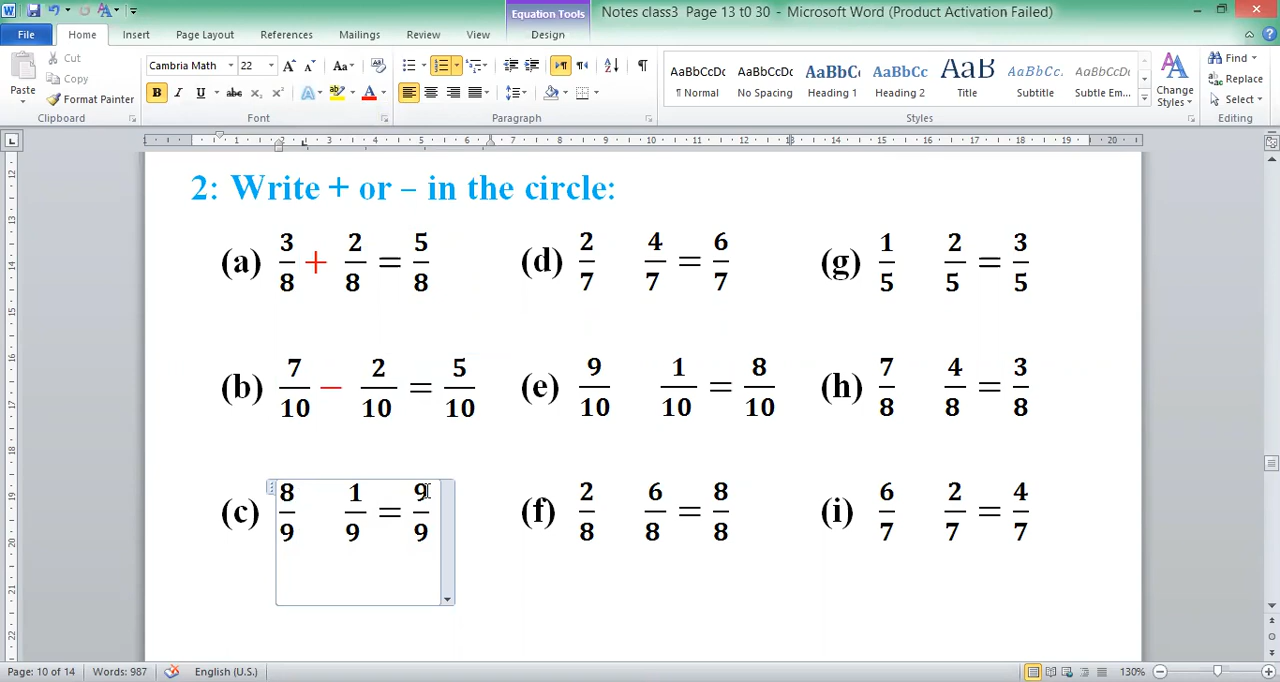 Equation Tools
Notes class3 Page 13 to 30 - Microsoft Word (Product Activation Failed)
File Home Insert Page Layout References Mailings Review View Design
Cut
Copy
Format Painter
Paste
Clipboard
Cambria Math 22
Font
Paragraph
AaBbCcDc AaBbCcDc AaBbCc AaBbCc AaB AaBbCc. AaBbCcDc
¶ Normal No Spacing Heading 1 Heading 2 Title Subtitle Subtle Em...
Change Styles
Styles
Find
Replace
Select
Editing
2: Write + or – in the circle:
(a) 3/8 + 2/8 = 5/8 (d) 2/7 4/7 = 6/7 (g) 1/5 2/5 = 3/5
(b) 7/10 − 2/10 = 5/10 (e) 9/10 1/10 = 8/10 (h) 7/8 4/8 = 3/8
(c) 8/9 1/9 = 9/9 (f) 2/8 6/8 = 8/8 (i) 6/7 2/7 = 4/7
Page: 10 of 14 Words: 987 English (U.S.) 130%